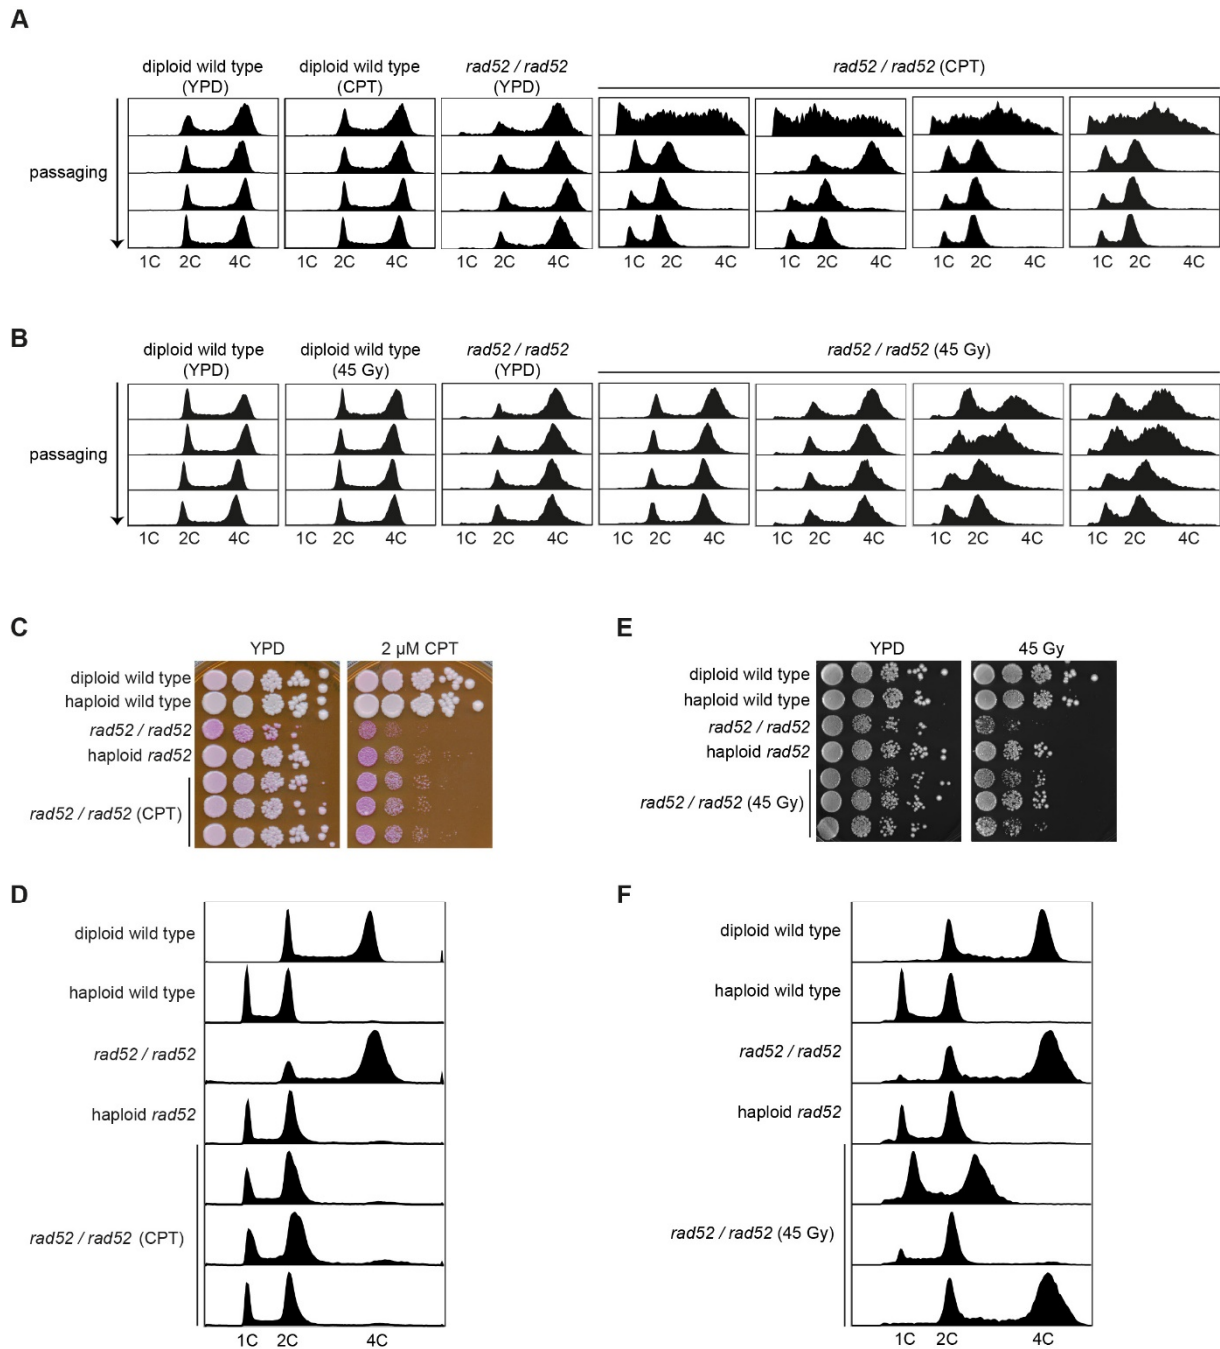 A
diploid wild type
(YPD)
diploid wild type
(CPT)
rad52 / rad52
(YPD)
rad52 / rad52 (CPT)
passaging
1C 2C 4C 1C 2C 4C 1C 2C 4C 1C 2C 4C 1C 2C 4C 1C 2C 4C 1C 2C 4C
B
diploid wild type
(YPD)
diploid wild type
(45 Gy)
rad52 / rad52
(YPD)
rad52 / rad52 (45 Gy)
passaging
1C 2C 4C 1C 2C 4C 1C 2C 4C 1C 2C 4C 1C 2C 4C 1C 2C 4C 1C 2C 4C
C
YPD
2 µM CPT
diploid wild type
haploid wild type
rad52 / rad52
haploid rad52
rad52 / rad52 (CPT)
E
YPD
45 Gy
diploid wild type
haploid wild type
rad52 / rad52
haploid rad52
rad52 / rad52 (45 Gy)
D
diploid wild type
haploid wild type
rad52 / rad52
haploid rad52
rad52 / rad52 (CPT)
1C 2C 4C
F
diploid wild type
haploid wild type
rad52 / rad52
haploid rad52
rad52 / rad52 (45 Gy)
1C 2C 4C